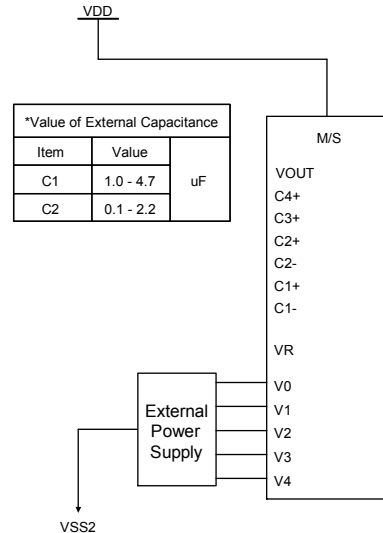 VDD
*Value of External Capacitance
Item Value
C1 1.0 - 4.7 uF
C2 0.1 - 2.2
M/S
VOUT
C4+
C3+
C2+
C2-
C1+
C1-
VR
V0
V1
V2
V3
V4
External
Power
Supply
VSS2